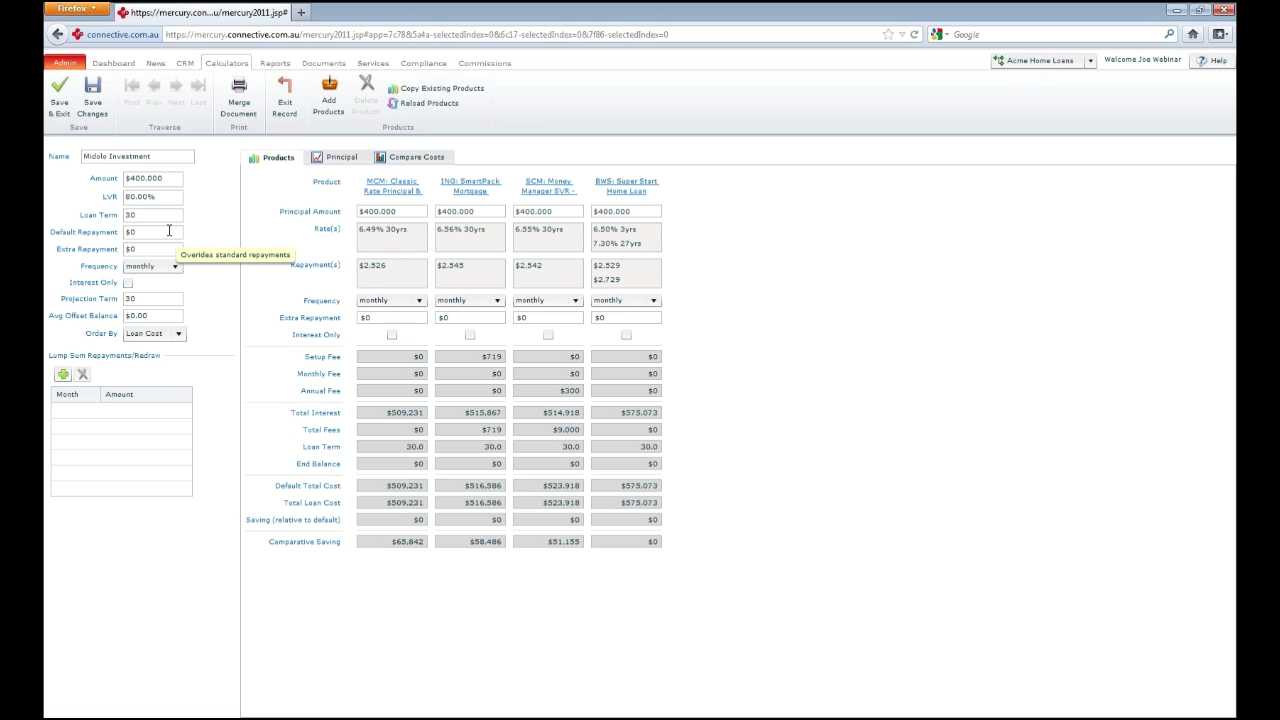 Firefox
https://mercury.con...u/mercury2011.jsp#
connective.com.au
https://mercury.connective.com.au/mercury2011.jsp#app=7c78&5a4a-selectedIndex=0&6c17-selectedIndex=0&7f86-selectedIndex=0
Google
Admin Dashboard News CRM Calculators Reports Documents Services Compliance Commissions
Acme Home Loans Welcome Joe Webinar Help
Save & Exit
Save Changes
First Prev Next Last
Merge Document
Exit Record
Add Products
Delete Product
Copy Existing Products
Reload Products
Save Traverse Print Products
Name Midolo Investment
Amount $400.000
LVR 80.00%
Loan Term 30
Default Repayment $0
Extra Repayment $0
Overides standard repayments
Frequency monthly
Interest Only
Projection Term 30
Avg Offset Balance $0.00
Order By Loan Cost
Lump Sum Repayments/Redraw
Month Amount
Products Principal Compare Costs
Product MCM: Classic Rate Principal & ING: SmartPack Mortgage SCM: Money Manager SVR - BWS: Super Start Home Loan
Principal Amount $400.000 $400.000 $400.000 $400.000
Rate(s) 6.49% 30yrs 6.56% 30yrs 6.55% 30yrs 6.50% 3yrs
7.30% 27yrs
Repayment(s) $2.526 $2.545 $2.542 $2.529
$2.729
Frequency monthly monthly monthly monthly
Extra Repayment $0 $0 $0 $0
Interest Only
Setup Fee $0 $719 $0 $0
Monthly Fee $0 $0 $0 $0
Annual Fee $0 $0 $300 $0
Total Interest $509.231 $515.867 $514.918 $575.073
Total Fees $0 $719 $9.000 $0
Loan Term 30.0 30.0 30.0 30.0
End Balance $0 $0 $0 $0
Default Total Cost $509.231 $516.586 $523.918 $575.073
Total Loan Cost $509.231 $516.586 $523.918 $575.073
Saving (relative to default) $0 $0 $0 $0
Comparative Saving $65.842 $58.486 $51.155 $0